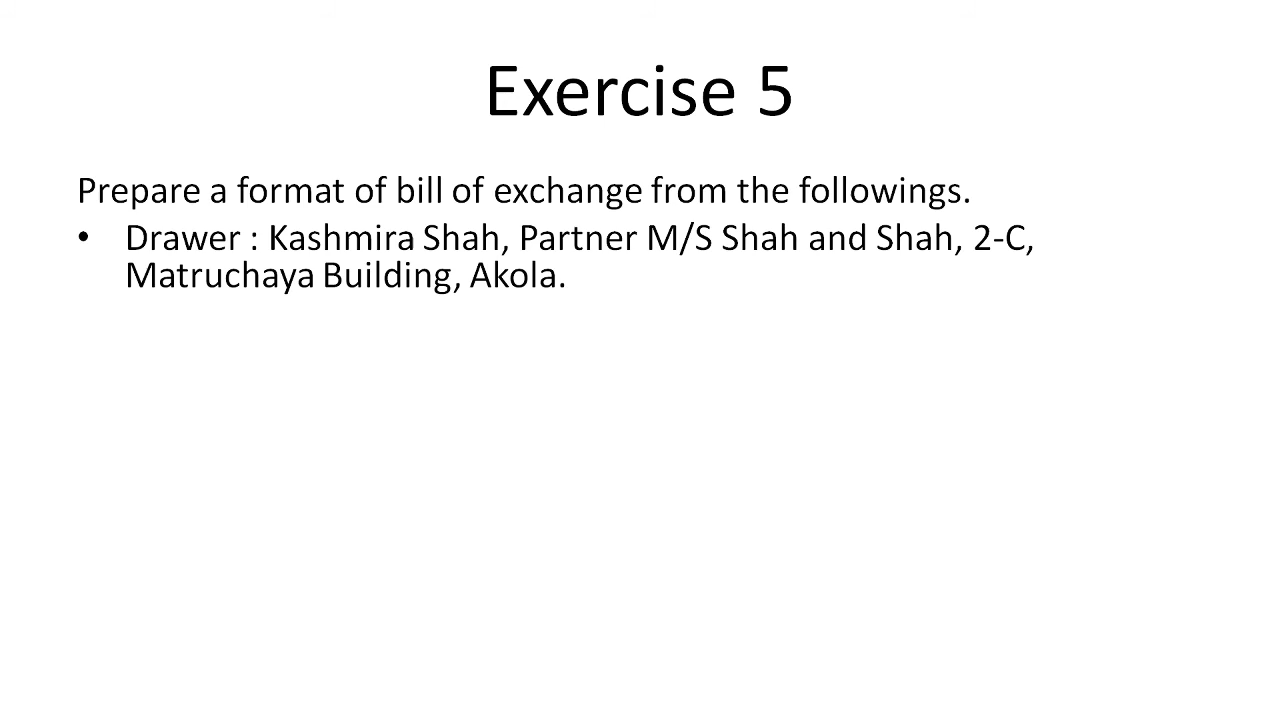 Exercise 5
Prepare a format of bill of exchange from the followings.
• Drawer : Kashmira Shah, Partner M/S Shah and Shah, 2-C,
Matruchaya Building, Akola.